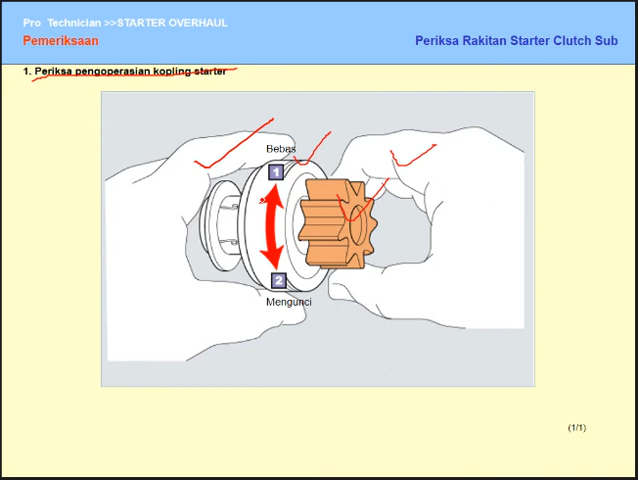 Pro Technician >>STARTER OVERHAUL
Pemeriksaan
Periksa Rakitan Starter Clutch Sub
1. Periksa pengoperasian kopling starter
Bebas
1
2
Mengunci
(1/1)